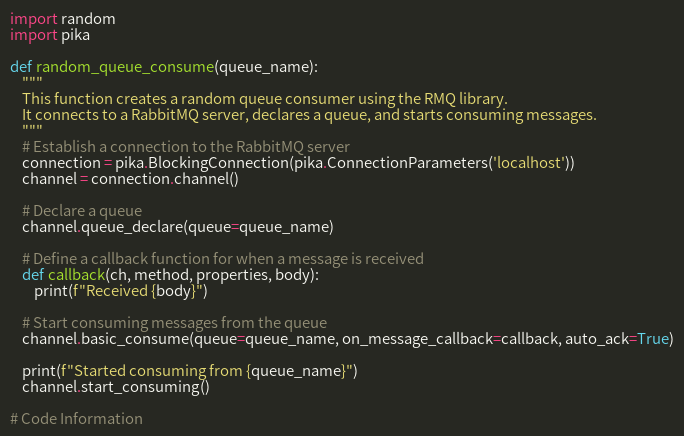 import random
import pika

def random_queue_consume(queue_name):
    """
    This function creates a random queue consumer using the RMQ library.
    It connects to a RabbitMQ server, declares a queue, and starts consuming messages.
    """
    # Establish a connection to the RabbitMQ server
    connection = pika.BlockingConnection(pika.ConnectionParameters('localhost'))
    channel = connection.channel()

    # Declare a queue
    channel.queue_declare(queue=queue_name)

    # Define a callback function for when a message is received
    def callback(ch, method, properties, body):
        print(f"Received {body}")

    # Start consuming messages from the queue
    channel.basic_consume(queue=queue_name, on_message_callback=callback, auto_ack=True)

    print(f"Started consuming from {queue_name}")
    channel.start_consuming()

# Code Information